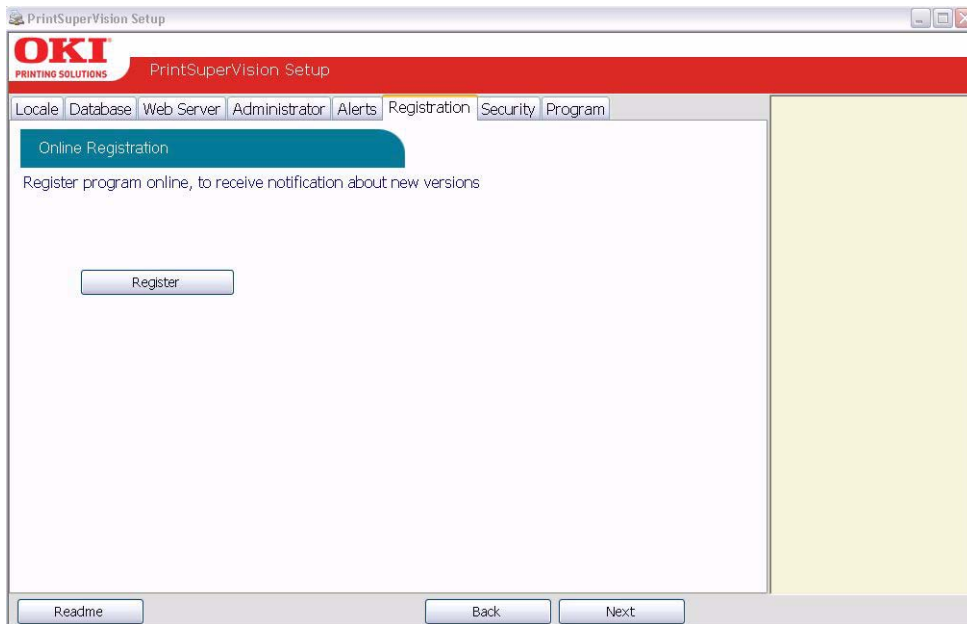 PrintSuperVision Setup
OKI
PRINTING SOLUTIONS
PrintSuperVision Setup
Locale Database Web Server Administrator Alerts Registration Security Program
Online Registration
Register program online, to receive notification about new versions
Register
Readme Back Next